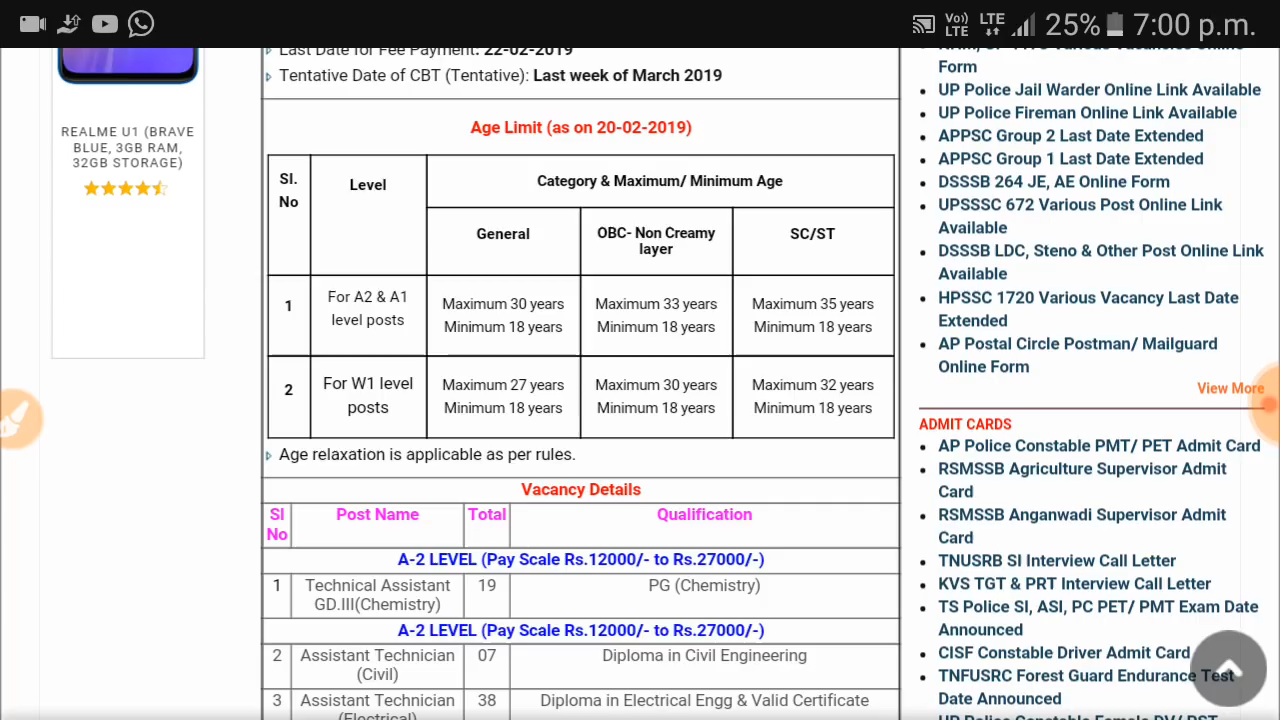 Vo)) LTE LTE 25% 7:00 p.m.
REALME U1 (BRAVE
BLUE, 3GB RAM,
32GB STORAGE)
Last Date for Fee Payment: 22-02-2019
Tentative Date of CBT (Tentative): Last week of March 2019
Age Limit (as on 20-02-2019)
Sl. No
Level
Category & Maximum/ Minimum Age
General
OBC- Non Creamy
layer
SC/ST
1
For A2 & A1
level posts
Maximum 30 years
Minimum 18 years
Maximum 33 years
Minimum 18 years
Maximum 35 years
Minimum 18 years
2
For W1 level
posts
Maximum 27 years
Minimum 18 years
Maximum 30 years
Minimum 18 years
Maximum 32 years
Minimum 18 years
Age relaxation is applicable as per rules.
Vacancy Details
SI No
Post Name
Total
Qualification
A-2 LEVEL (Pay Scale Rs.12000/- to Rs.27000/-)
1
Technical Assistant
GD.III(Chemistry)
19
PG (Chemistry)
A-2 LEVEL (Pay Scale Rs.12000/- to Rs.27000/-)
2
Assistant Technician
(Civil)
07
Diploma in Civil Engineering
3
Assistant Technician
(Electrical)
38
Diploma in Electrical Engg & Valid Certificate
Form
UP Police Jail Warder Online Link Available
UP Police Fireman Online Link Available
APPSC Group 2 Last Date Extended
APPSC Group 1 Last Date Extended
DSSSB 264 JE, AE Online Form
UPSSSC 672 Various Post Online Link
Available
DSSSB LDC, Steno & Other Post Online Link
Available
HPSSC 1720 Various Vacancy Last Date
Extended
AP Postal Circle Postman/ Mailguard
Online Form
View More
ADMIT CARDS
AP Police Constable PMT/ PET Admit Card
RSMSSB Agriculture Supervisor Admit
Card
RSMSSB Anganwadi Supervisor Admit
Card
TNUSRB SI Interview Call Letter
KVS TGT & PRT Interview Call Letter
TS Police SI, ASI, PC PET/ PMT Exam Date
Announced
CISF Constable Driver Admit Card
TNFUSRC Forest Guard Endurance Test
Date Announced